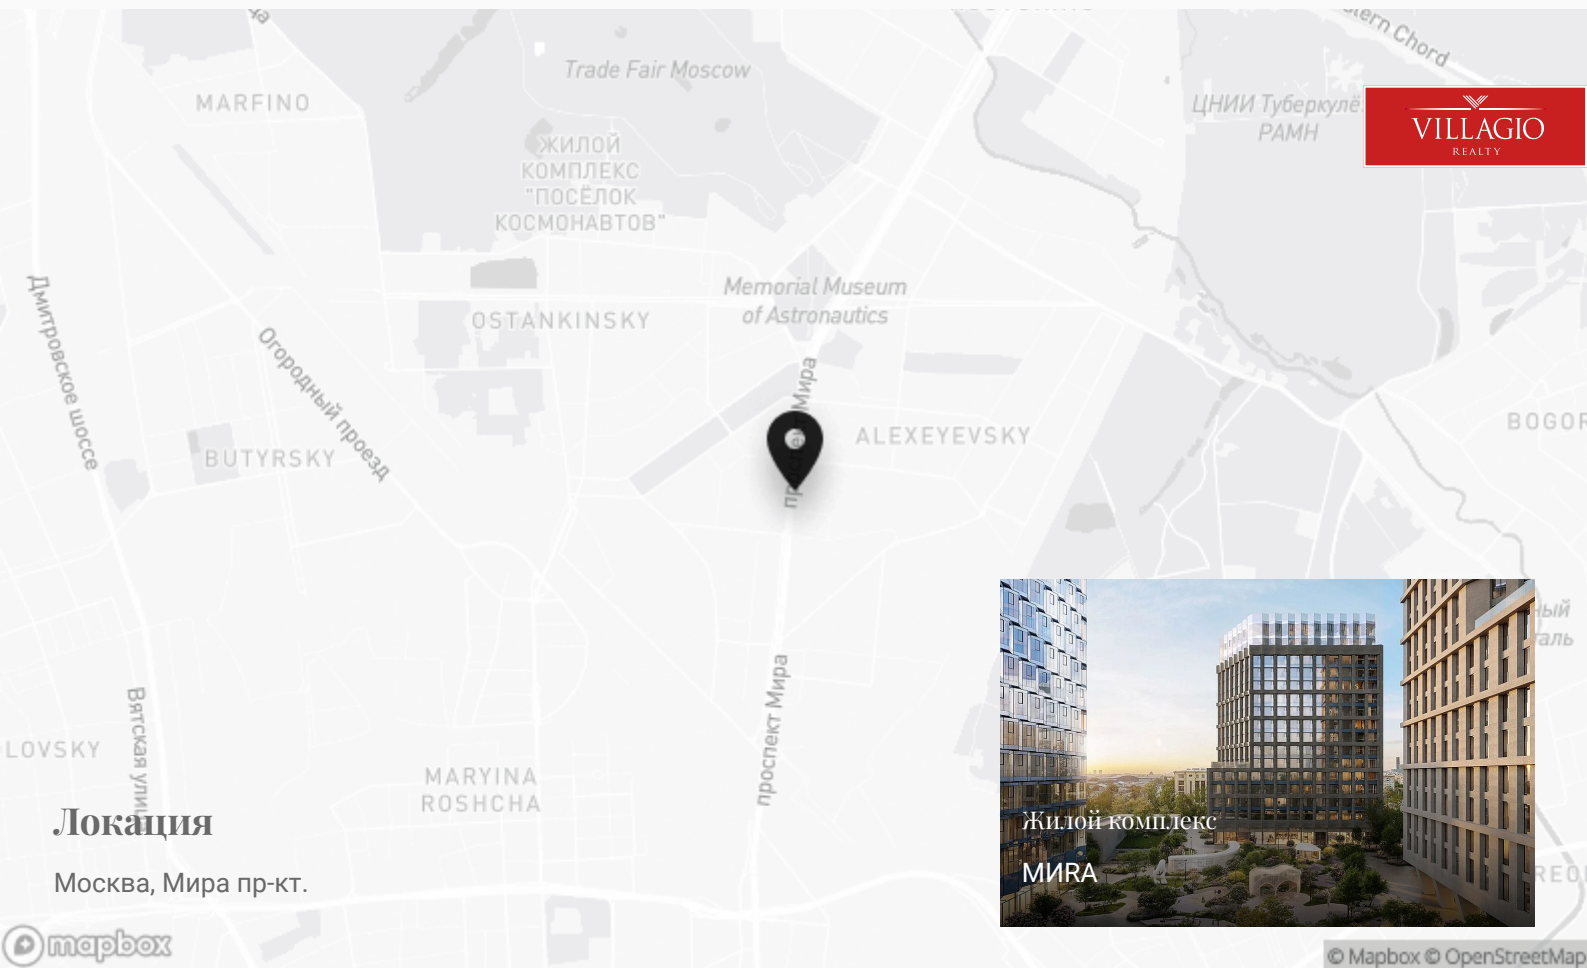 Trade Fair Moscow
MARFINO
ЖИЛОЙ
КОМПЛЕКС
"ПОСЁЛОК
КОСМОНАВТОВ"
ЦНИИ Туберкулё
РАМН
VILLAGIO
REALTY
Memorial Museum
of Astronautics
OSTANKINSKY
Дмитровское шоссе
Огородный проезд
проспект Мира
ALEXEYEVSKY
BUTYRSKY
BOGOR
проспект Мира
Вятская улица
LOVSKY
MARYINA
ROSHCHA
Локация
Москва, Мира пр-кт.
Жилой комплекс
МИRA
mapbox
© Mapbox © OpenStreetMap